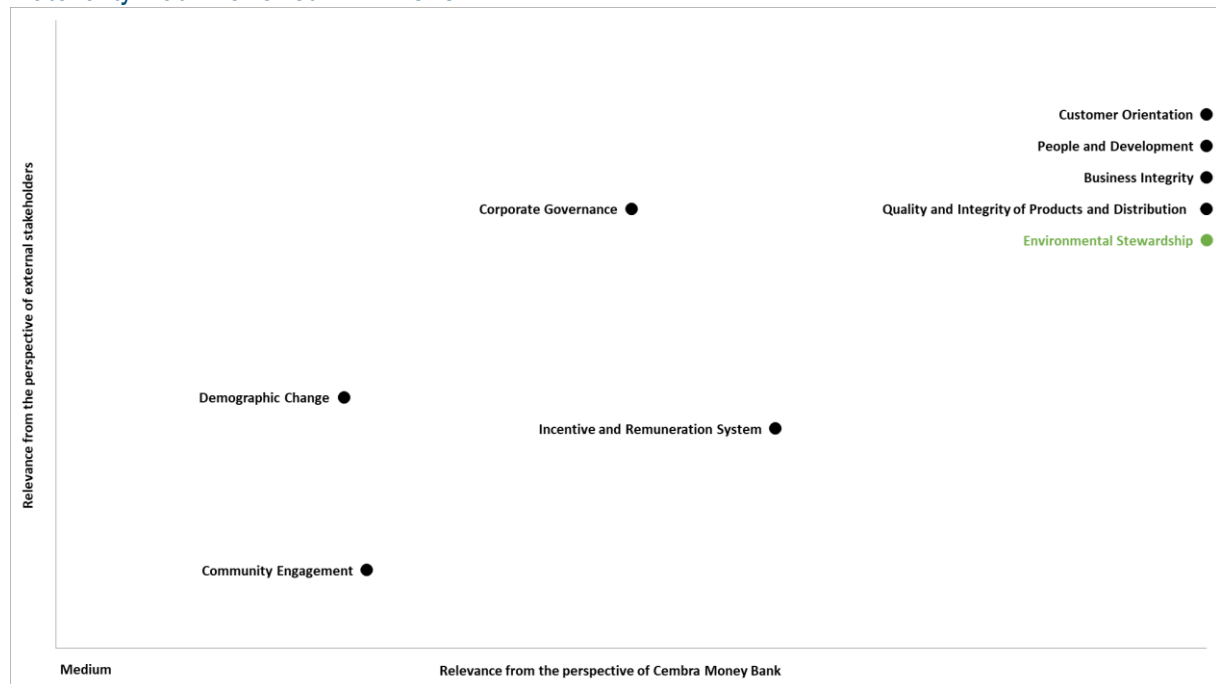 Customer Orientation
People and Development
Business Integrity
Corporate Governance
Quality and Integrity of Products and Distribution
Environmental Stewardship
Relevance from the perspective of external stakeholders
Demographic Change
Incentive and Remuneration System
Community Engagement
Medium
Relevance from the perspective of Cembra Money Bank